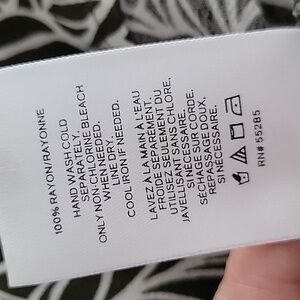 100% RAYON/RAYONNE
HAND WASH COLD
SEPARATELY.
ONLY NON-CHLORINE BLEACH
WHEN NEEDED.
LINE DRY.
COOL IRON IF NEEDED.
LAVEZ À LA MAIN À L'EAU
FROIDE SEPARÉMENT.
UTILISEZ SEULEMENT DU
JAVELLISANT SANS CHLORE,
SI NÉCESSAIRE.
SÉCHAGE SUR CORDE.
REPASSAGE DOUX,
SI NÉCESSAIRE.
RN# 55285